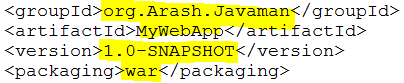 <groupId>org.Arash.Javaman</groupId>
<artifactId>MyWebApp</artifactId>
<version>1.0-SNAPSHOT</version>
<packaging>war</packaging>